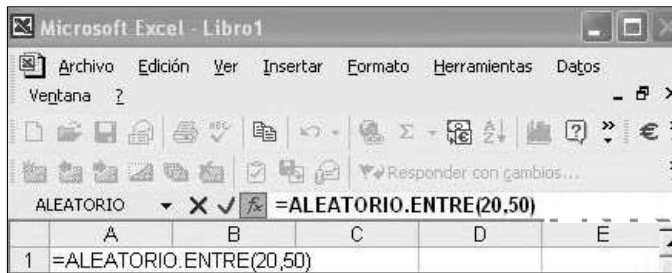 Microsoft Excel - Libro1
Archivo Edición Ver Insertar Formato Herramientas Datos
Ventana ?
Responder con cambios...
ALEATORIO =ALEATORIO.ENTRE(20,50)
A B C D E
1 =ALEATORIO.ENTRE(20,50)